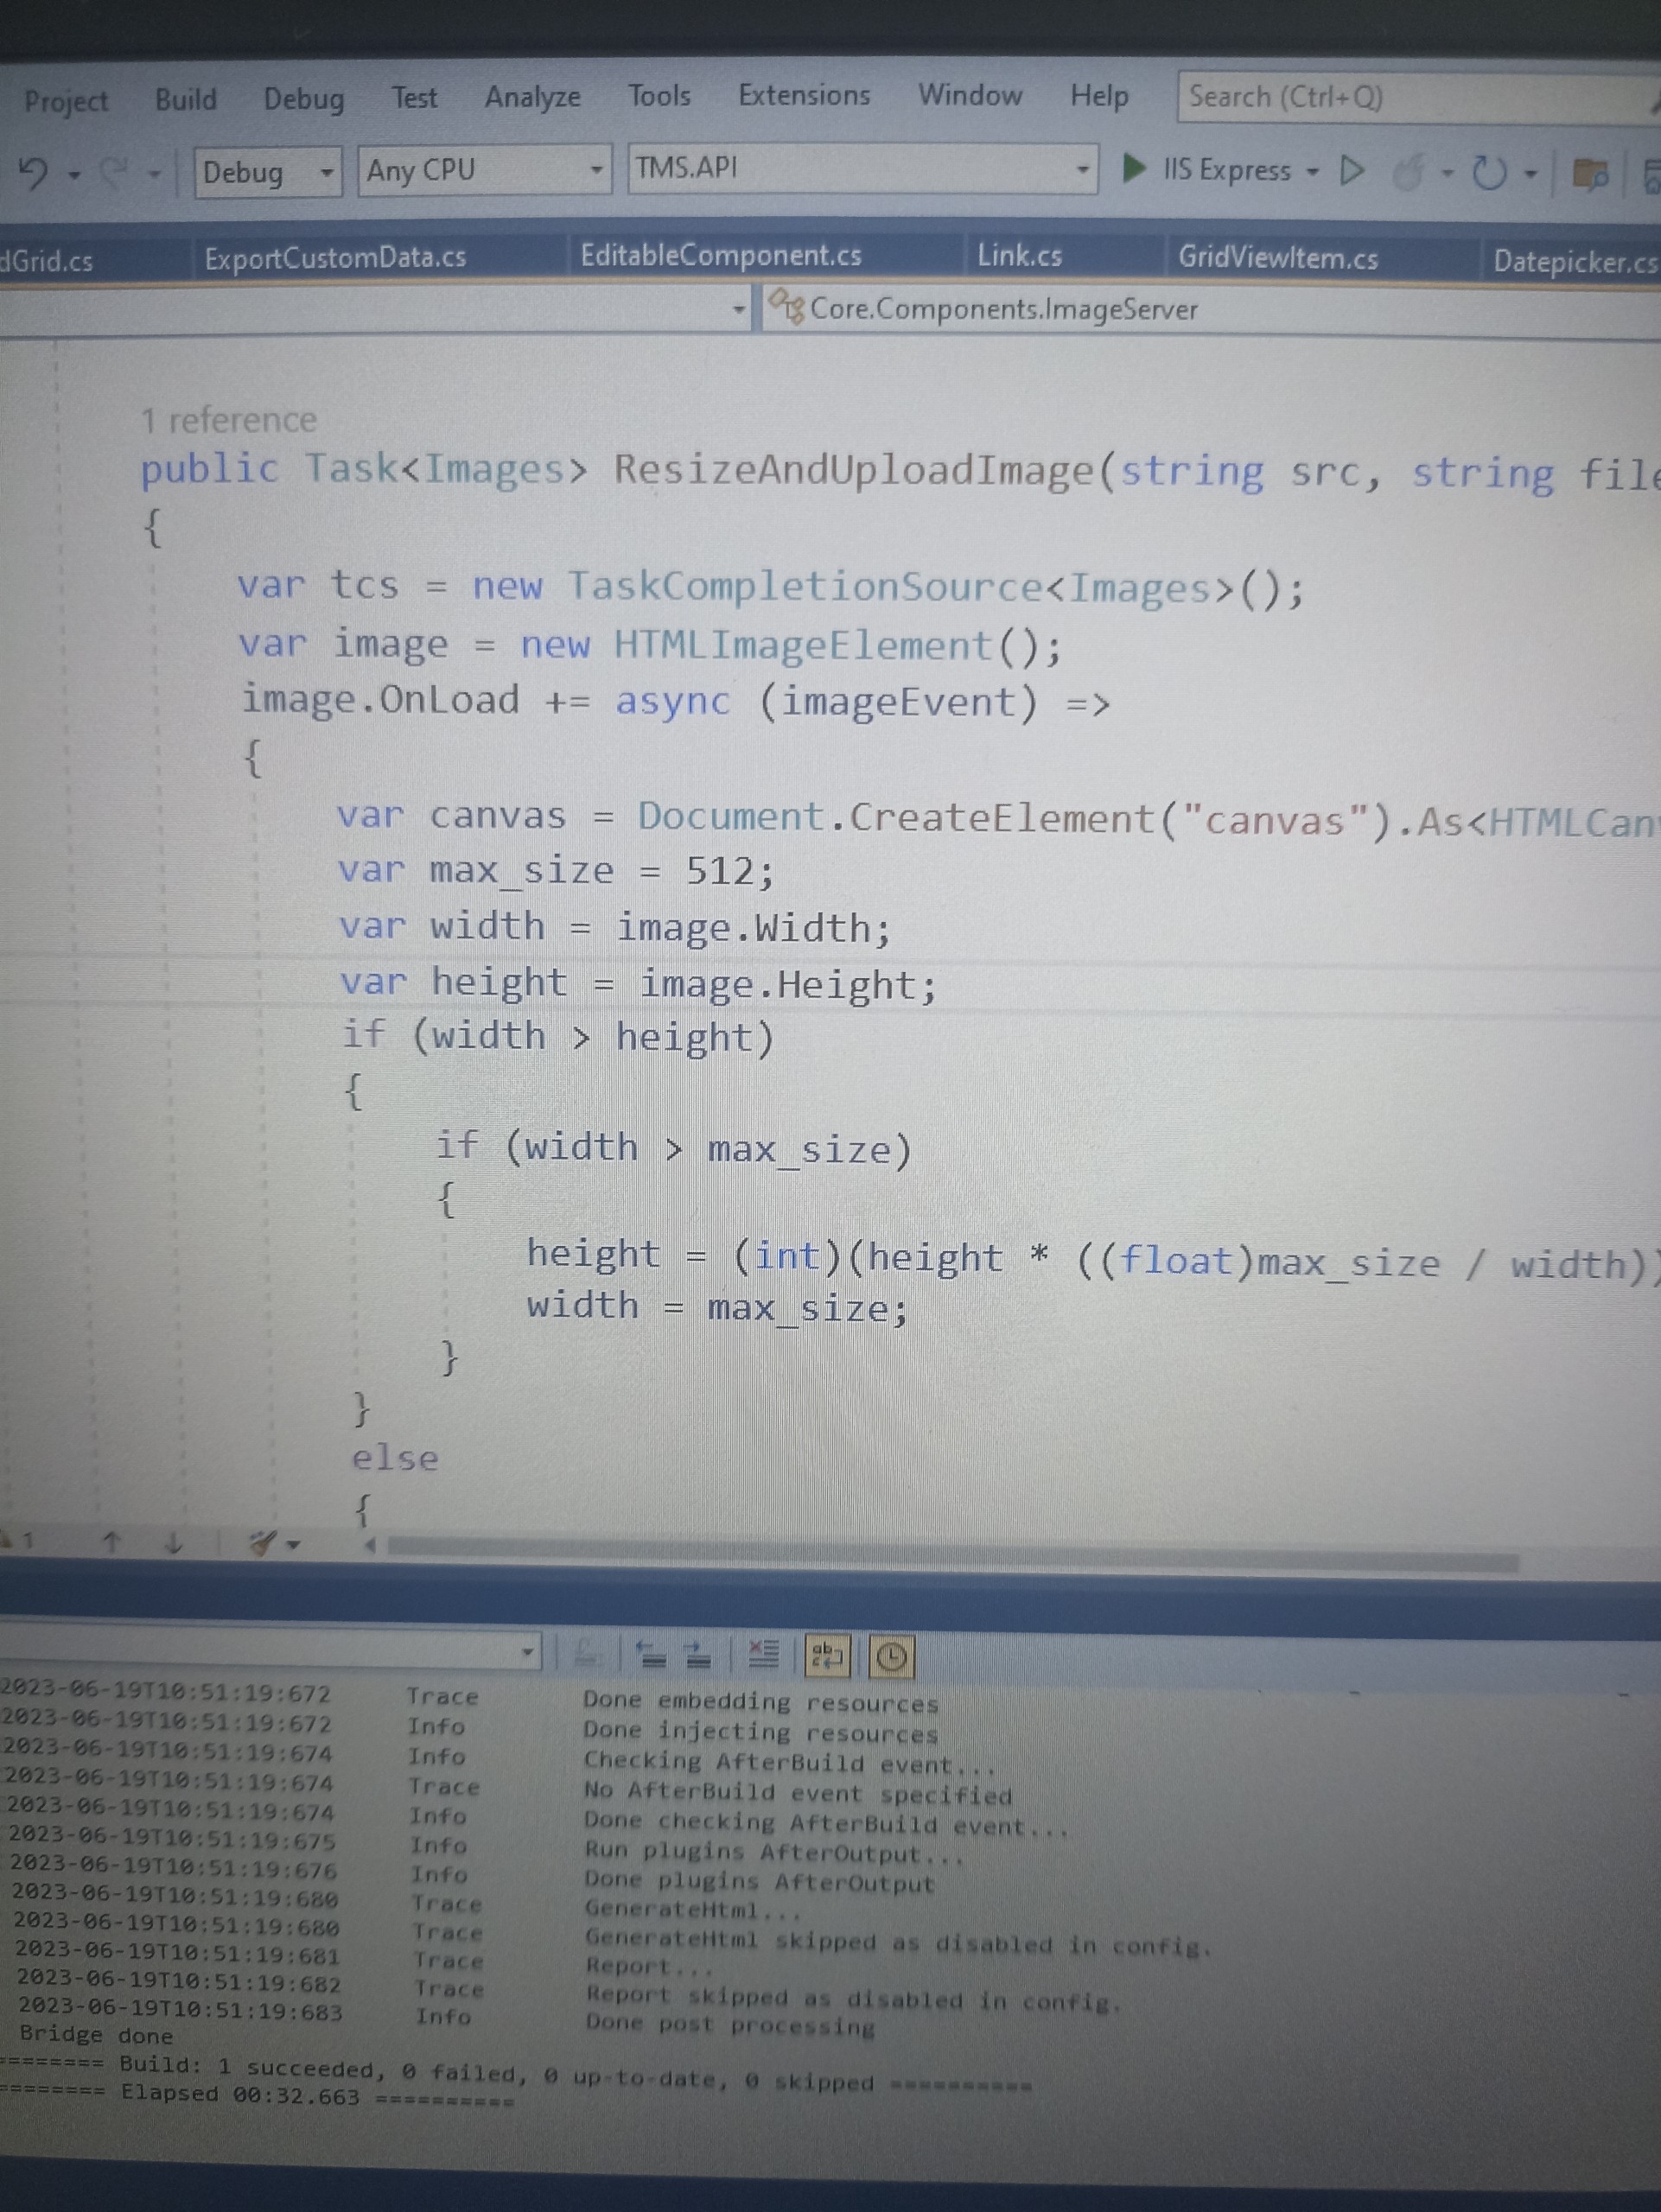 Project Build Debug Test Analyze Tools Extensions Window Help Search (Ctrl+Q)
Debug Any CPU TMS.API IIS Express
dGrid.cs ExportCustomData.cs EditableComponent.cs Link.cs GridViewItem.cs Datepicker.cs
Core.Components.ImageServer
1 reference
public Task<Images> ResizeAndUploadImage(string src, string file
{
var tcs = new TaskCompletionSource<Images>();
var image = new HTMLImageElement();
image.OnLoad += async (imageEvent) =>
{
var canvas = Document.CreateElement("canvas").As<HTMLCan
var max_size = 512;
var width = image.Width;
var height = image.Height;
if (width > height)
{
if (width > max_size)
{
height = (int)(height * ((float)max_size / width))
width = max_size;
}
}
else
{
1
2023-06-19T10:51:19:672 Trace Done embedding resources
2023-06-19T10:51:19:672 Info Done injecting resources
2023-06-19T10:51:19:674 Info Checking AfterBuild event...
2023-06-19T10:51:19:674 Trace No AfterBuild event specified
2023-06-19T10:51:19:674 Info Done checking AfterBuild event...
2023-06-19T10:51:19:675 Info Run plugins AfterOutput...
2023-06-19T10:51:19:676 Info Done plugins AfterOutput
2023-06-19T10:51:19:680 Trace GenerateHtml...
2023-06-19T10:51:19:680 Trace GenerateHtml skipped as disabled in config.
2023-06-19T10:51:19:681 Trace Report...
2023-06-19T10:51:19:682 Trace Report skipped as disabled in config.
2023-06-19T10:51:19:683 Info Done post processing
Bridge done
======== Build: 1 succeeded, 0 failed, 0 up-to-date, 0 skipped ==========
======== Elapsed 00:32.663 ==========